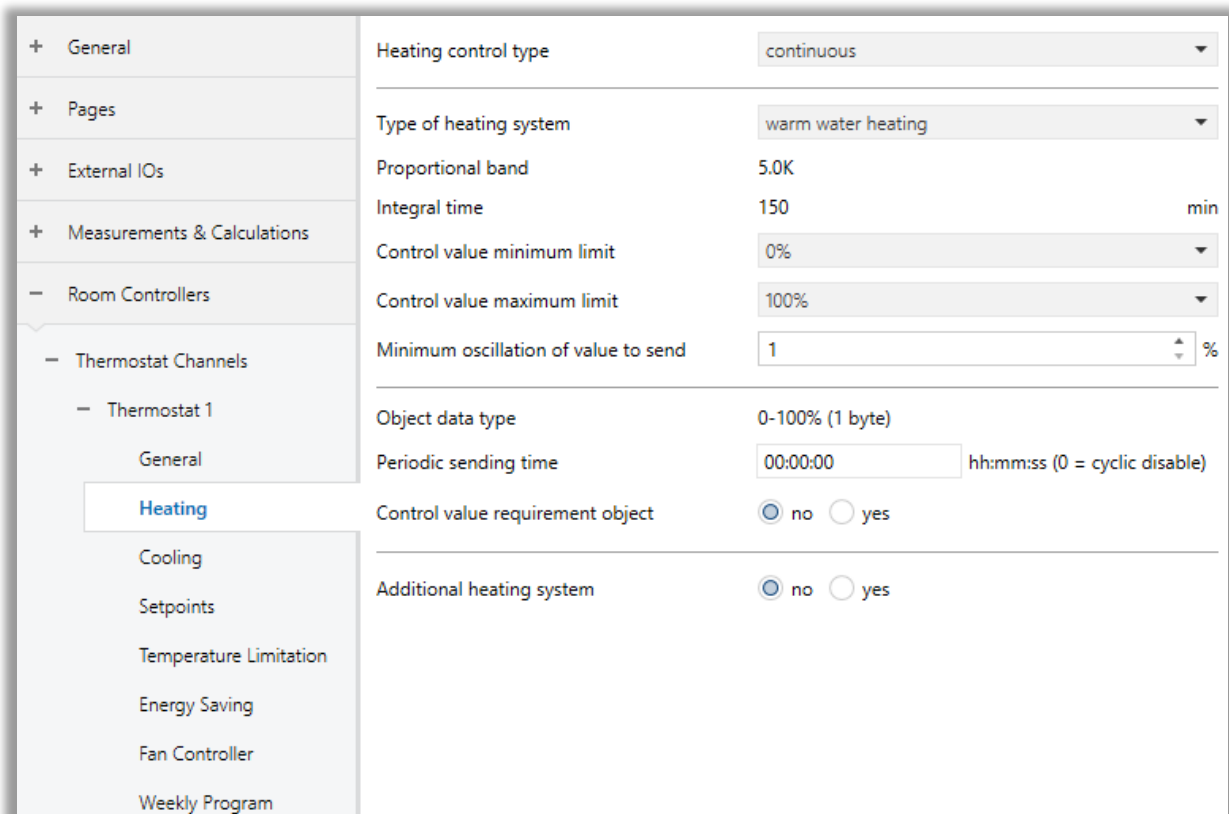 General
Pages
External IOs
Measurements & Calculations
Room Controllers
Thermostat Channels
Thermostat 1
General
Heating
Cooling
Setpoints
Temperature Limitation
Energy Saving
Fan Controller
Weekly Program
Heating control type continuous
Type of heating system warm water heating
Proportional band 5.0K
Integral time 150 min
Control value minimum limit 0%
Control value maximum limit 100%
Minimum oscillation of value to send 1 %
Object data type 0-100% (1 byte)
Periodic sending time 00:00:00 hh:mm:ss (0 = cyclic disable)
Control value requirement object no yes
Additional heating system no yes